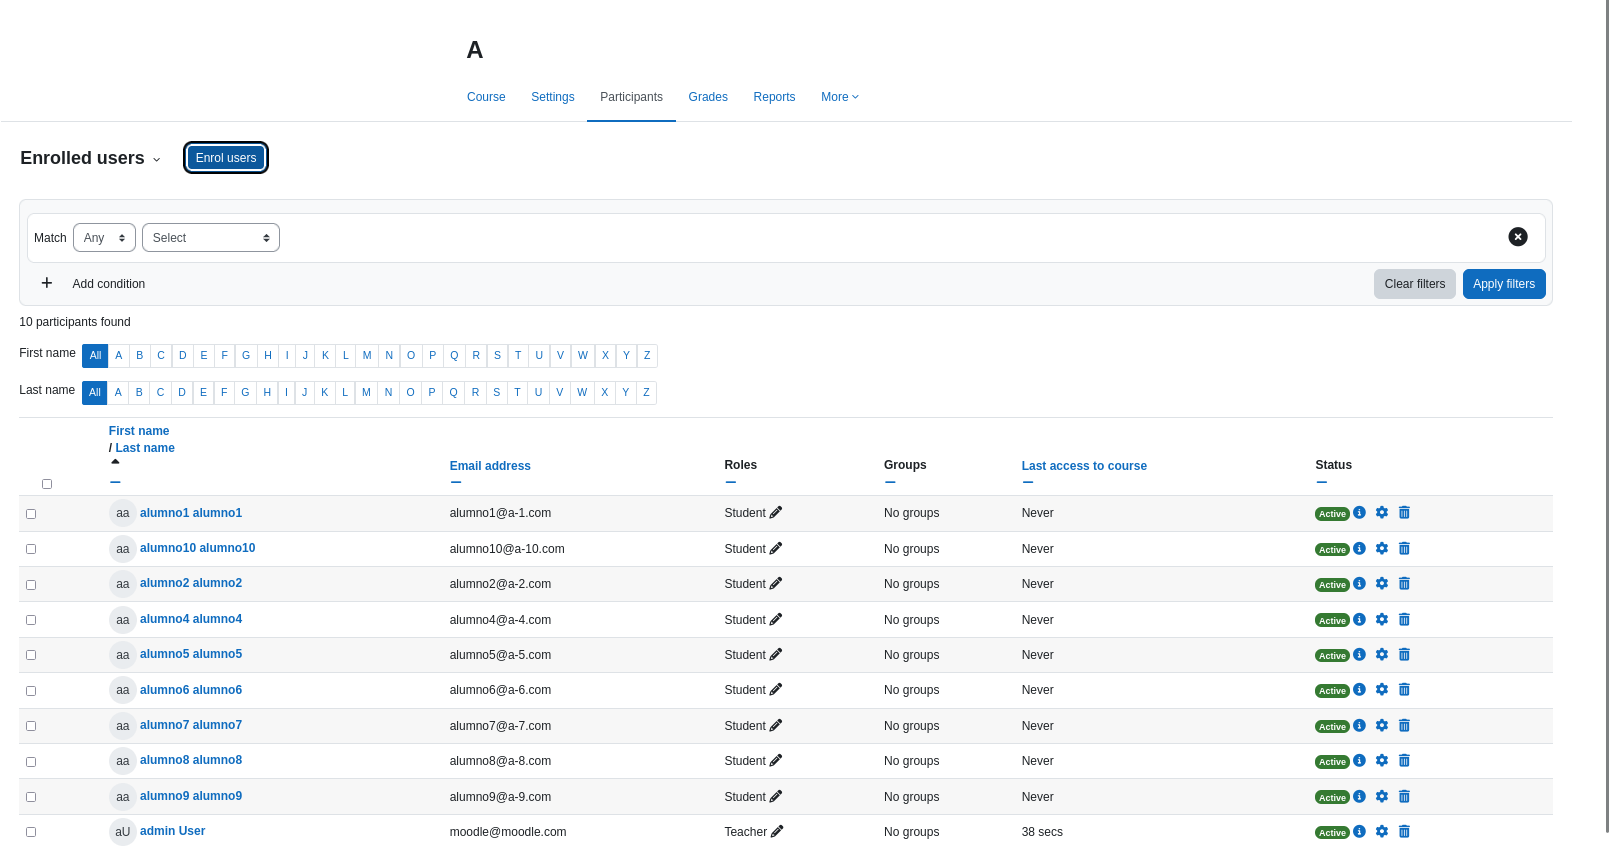 A
Course Settings Participants Grades Reports More
Enrolled users Enrol users
Match Any Select
Add condition Clear filters Apply filters
10 participants found
First name All A B C D E F G H I J K L M N O P Q R S T U V W X Y Z
Last name All A B C D E F G H I J K L M N O P Q R S T U V W X Y Z
First name
/ Last name
Email address Roles Groups Last access to course Status
aa alumno1 alumno1 alumno1@a-1.com Student No groups Never Active
aa alumno10 alumno10 alumno10@a-10.com Student No groups Never Active
aa alumno2 alumno2 alumno2@a-2.com Student No groups Never Active
aa alumno4 alumno4 alumno4@a-4.com Student No groups Never Active
aa alumno5 alumno5 alumno5@a-5.com Student No groups Never Active
aa alumno6 alumno6 alumno6@a-6.com Student No groups Never Active
aa alumno7 alumno7 alumno7@a-7.com Student No groups Never Active
aa alumno8 alumno8 alumno8@a-8.com Student No groups Never Active
aa alumno9 alumno9 alumno9@a-9.com Student No groups Never Active
aU admin User moodle@moodle.com Teacher No groups 38 secs Active